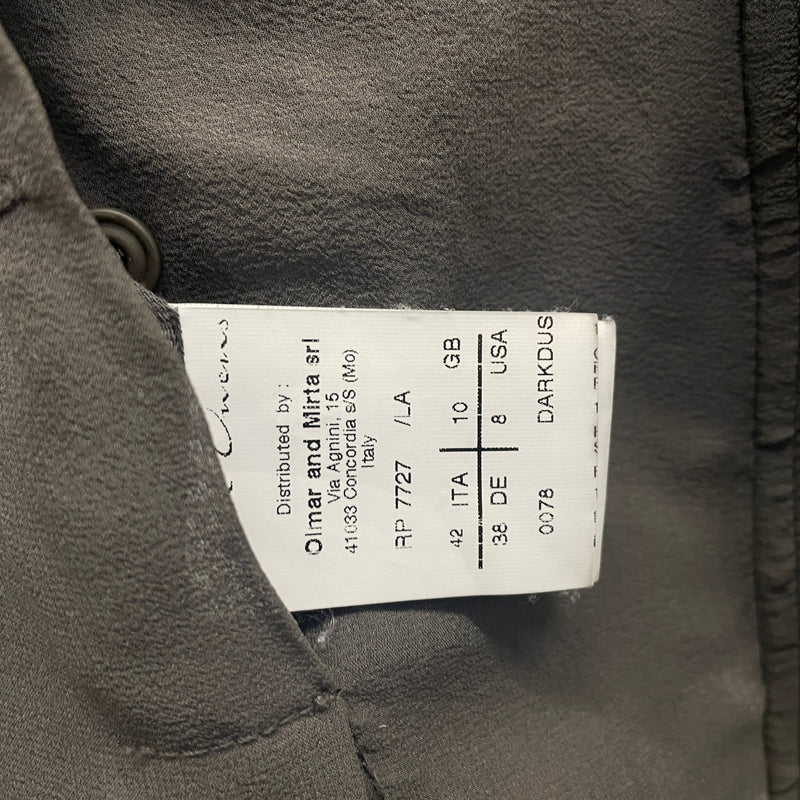 Owens
Distributed by :
Olmar and Mirta srl
Via Agnini, 15
41033 Concordia s/S (Mo)
Italy
RP 7727 /LA
42 ITA 10 GB
38 DE 8 USA
0078 DARKDUS